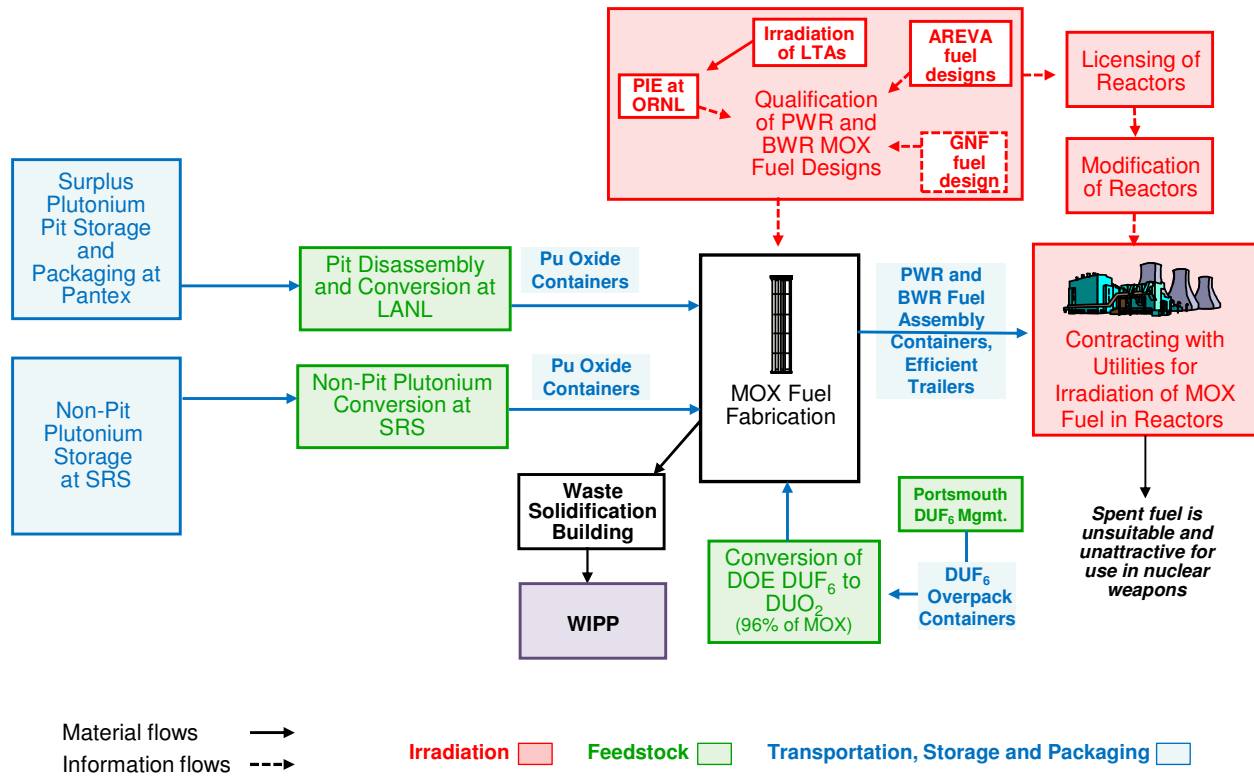 Irradiation
of LTAs
AREVA
fuel
designs
PIE at
ORNL
Qualification
of PWR and
BWR MOX
Fuel Designs
GNF
fuel
design
Licensing of
Reactors
Modification
of Reactors
Surplus
Plutonium
Pit Storage
and
Packaging at
Pantex
Pit Disassembly
and Conversion at
LANL
Pu Oxide
Containers
Non-Pit
Plutonium
Storage
at SRS
Non-Pit Plutonium
Conversion at
SRS
Pu Oxide
Containers
MOX Fuel
Fabrication
PWR and
BWR Fuel
Assembly
Containers,
Efficient
Trailers
Contracting with
Utilities for
Irradiation of MOX
Fuel in Reactors
Waste
Solidification
Building
WIPP
Portsmouth
DUF₆ Mgmt.
Conversion of
DOE DUF₆ to
DUO₂
(96% of MOX)
DUF₆
Overpack
Containers
Spent fuel is
unsuitable and
unattractive for
use in nuclear
weapons
Material flows
Information flows
Irradiation
Feedstock
Transportation, Storage and Packaging